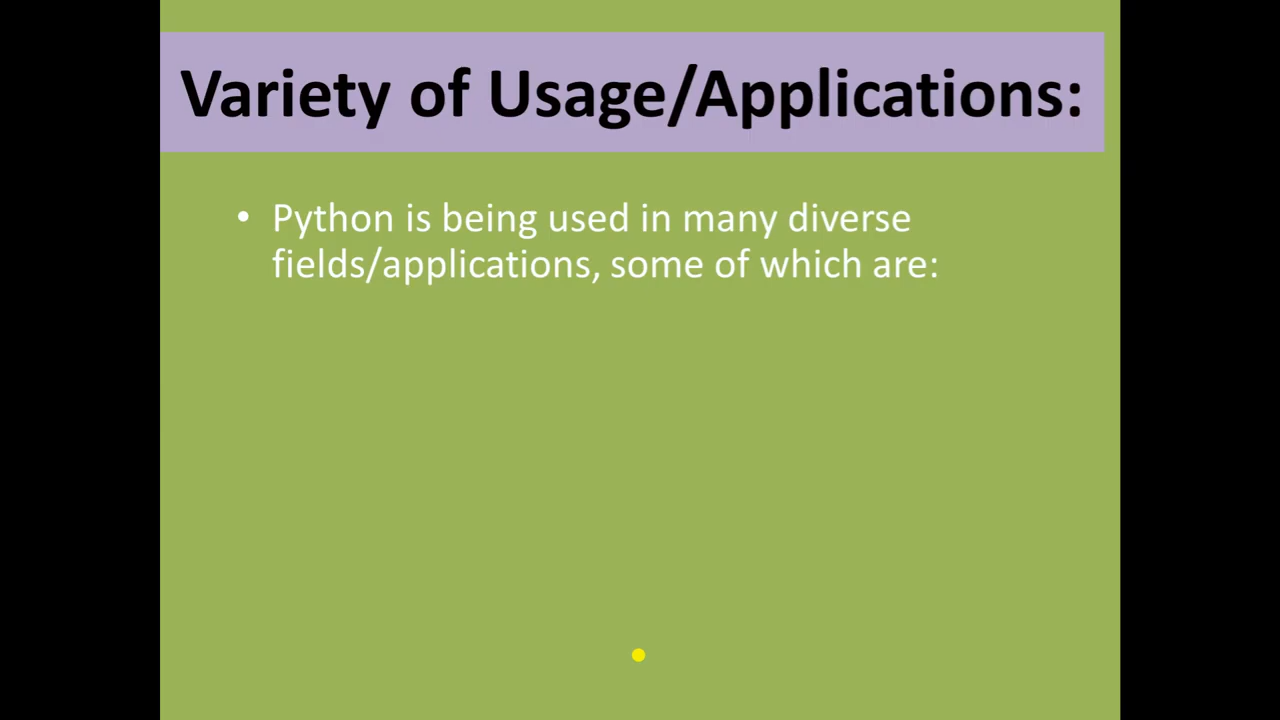 Variety of Usage/Applications:
• Python is being used in many diverse
fields/applications, some of which are: